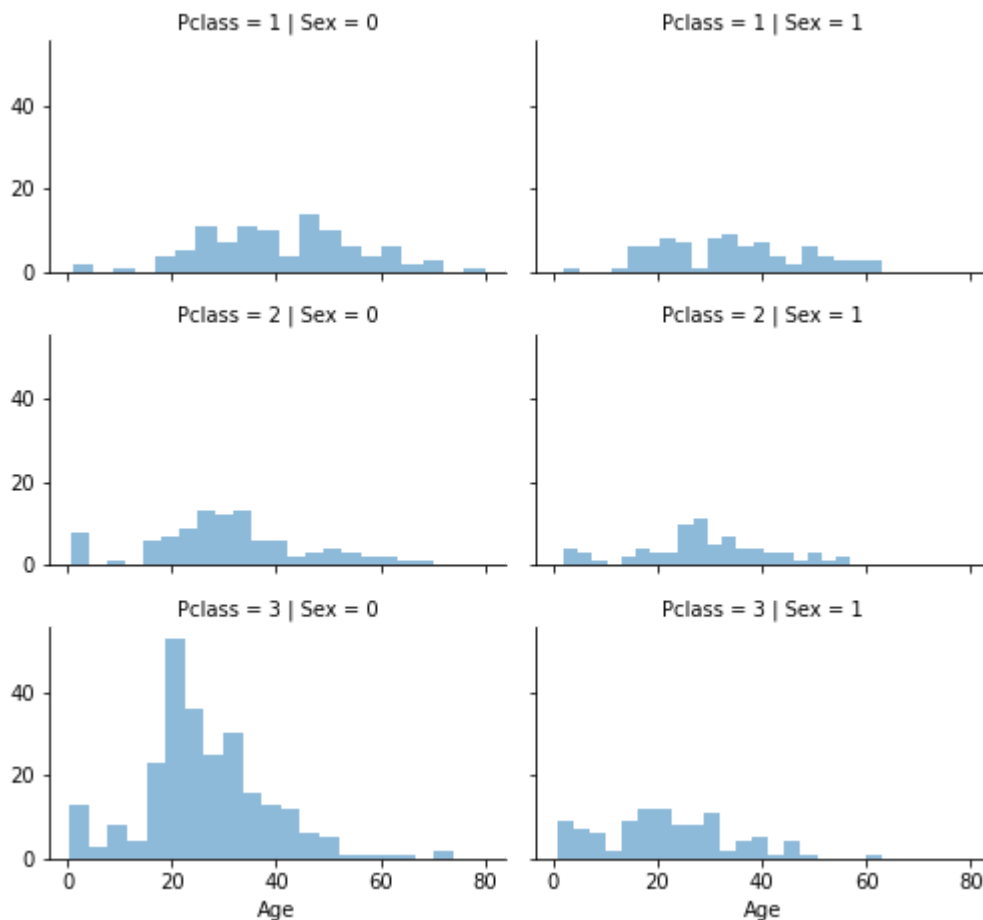 Pclass = 1 | Sex = 0
Pclass = 1 | Sex = 1
40
20
0
Pclass = 2 | Sex = 0
Pclass = 2 | Sex = 1
40
20
0
Pclass = 3 | Sex = 0
Pclass = 3 | Sex = 1
40
20
0
0 20 40 60 80
0 20 40 60 80
Age
Age